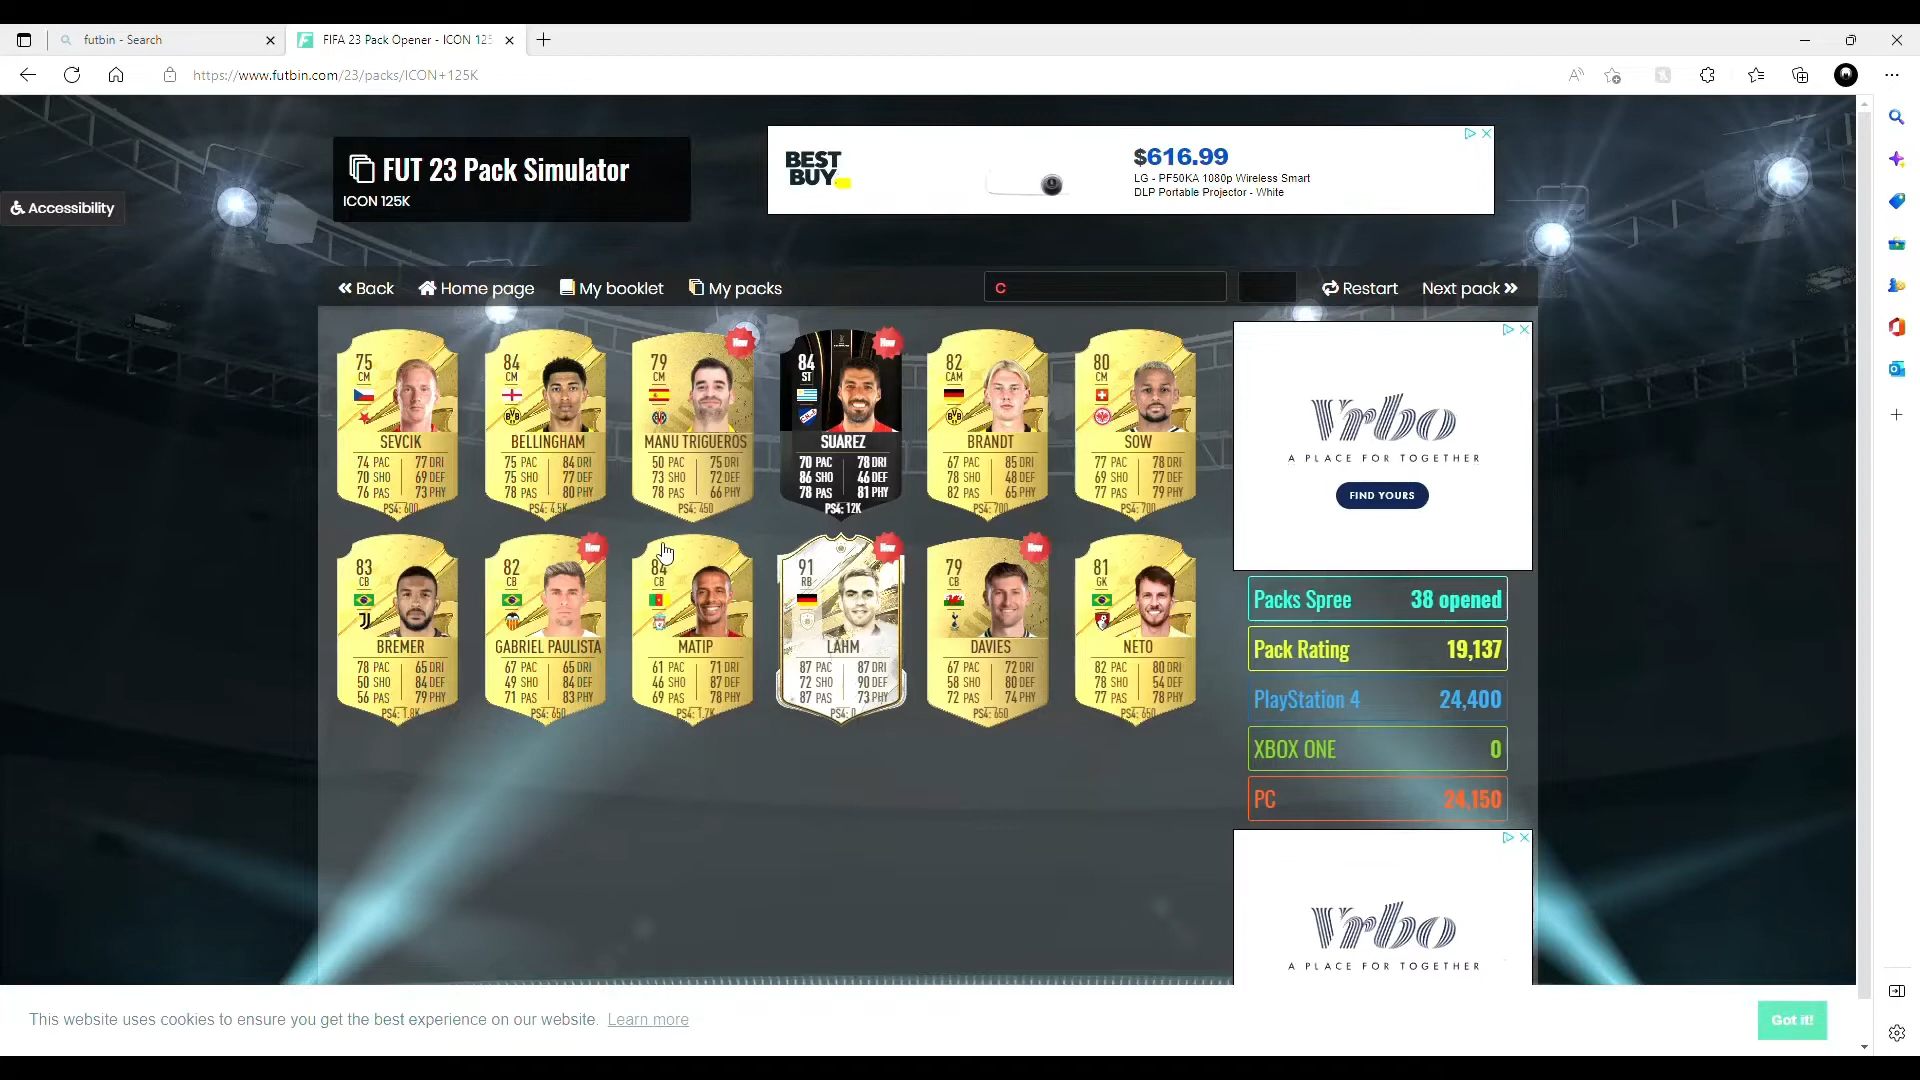 futbin - Search
FIFA 23 Pack Opener - ICON 125
https://www.futbin.com/23/packs/ICON+125K
FUT 23 Pack Simulator
ICON 125K
BEST BUY
$616.99
LG - PF50KA 1080p Wireless Smart
DLP Portable Projector - White
Accessibility
Back Home page My booklet My packs Restart Next pack
75 CM SEVCIK
74 PAC 77 DRI
70 SHO 69 DEF
76 PAS 73 PHY
PS4: 600
84 CM BELLINGHAM
75 PAC 84 DRI
75 SHO 77 DEF
78 PAS 80 PHY
PS4: 4.5K
New
79 CM MANU TRIGUEROS
50 PAC 75 DRI
73 SHO 72 DEF
78 PAS 66 PHY
PS4: 450
New
84 ST SUAREZ
70 PAC 78 DRI
86 SHO 46 DEF
78 PAS 81 PHY
PS4: 12K
82 CAM BRANDT
67 PAC 85 DRI
78 SHO 48 DEF
82 PAS 65 PHY
PS4: 700
80 CM SOW
77 PAC 78 DRI
69 SHO 77 DEF
77 PAS 79 PHY
PS4: 700
83 CB BREMER
78 PAC 65 DRI
50 SHO 84 DEF
56 PAS 79 PHY
PS4: 1.8K
New
82 CB GABRIEL PAULISTA
67 PAC 65 DRI
49 SHO 84 DEF
71 PAS 83 PHY
PS4: 650
84 CB MATIP
61 PAC 71 DRI
46 SHO 87 DEF
69 PAS 78 PHY
PS4: 1.7K
New
91 RB LAHM
87 PAC 87 DRI
72 SHO 90 DEF
87 PAS 73 PHY
PS4: 0
New
79 CB DAVIES
67 PAC 72 DRI
58 SHO 80 DEF
72 PAS 74 PHY
PS4: 650
81 GK NETO
82 PAC 80 DRI
78 SHO 54 DEF
77 PAS 78 PHY
PS4: 650
Vrbo
A PLACE FOR TOGETHER
FIND YOURS
Packs Spree 38 opened
Pack Rating 19,137
PlayStation 4 24,400
XBOX ONE 0
PC 24,150
Vrbo
A PLACE FOR TOGETHER
This website uses cookies to ensure you get the best experience on our website. Learn more
Got it!